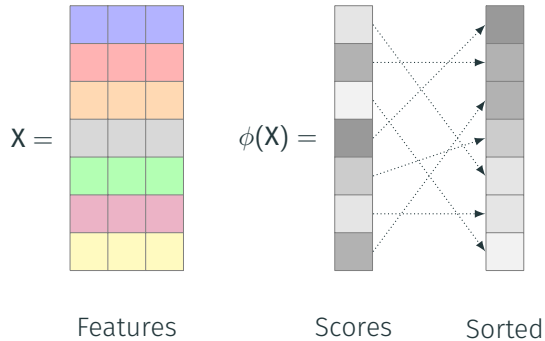 X = ϕ(X) =
Features Scores Sorted